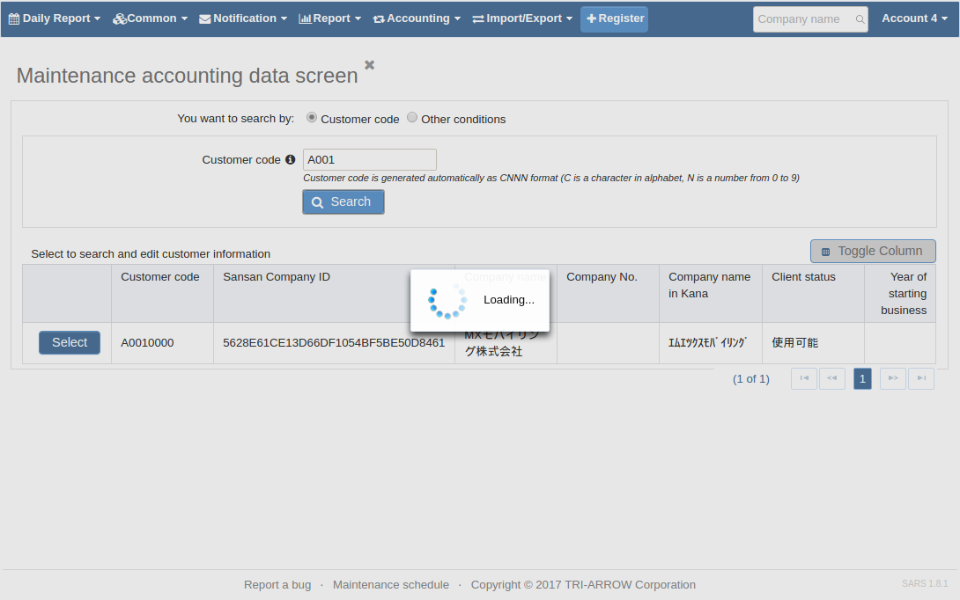 Daily Report Common Notification Report Accounting Import/Export Register Company name Account 4
Maintenance accounting data screen
You want to search by: Customer code Other conditions
Customer code A001
Customer code is generated automatically as CNNN format (C is a character in alphabet, N is a number from 0 to 9)
Search
Select to search and edit customer information
Toggle Column
Customer code Sansan Company ID Company name Company No. Company name Client status Year of
in Kana starting
business
Loading...
MXモバイリン
Select A0010000 5628E61CE13D66DF1054BF5BE50D8461 グ株式会社 エムエックスモバイリング 使用可能
(1 of 1) 1
Report a bug · Maintenance schedule · Copyright © 2017 TRI-ARROW Corporation
SARS 1.8.1